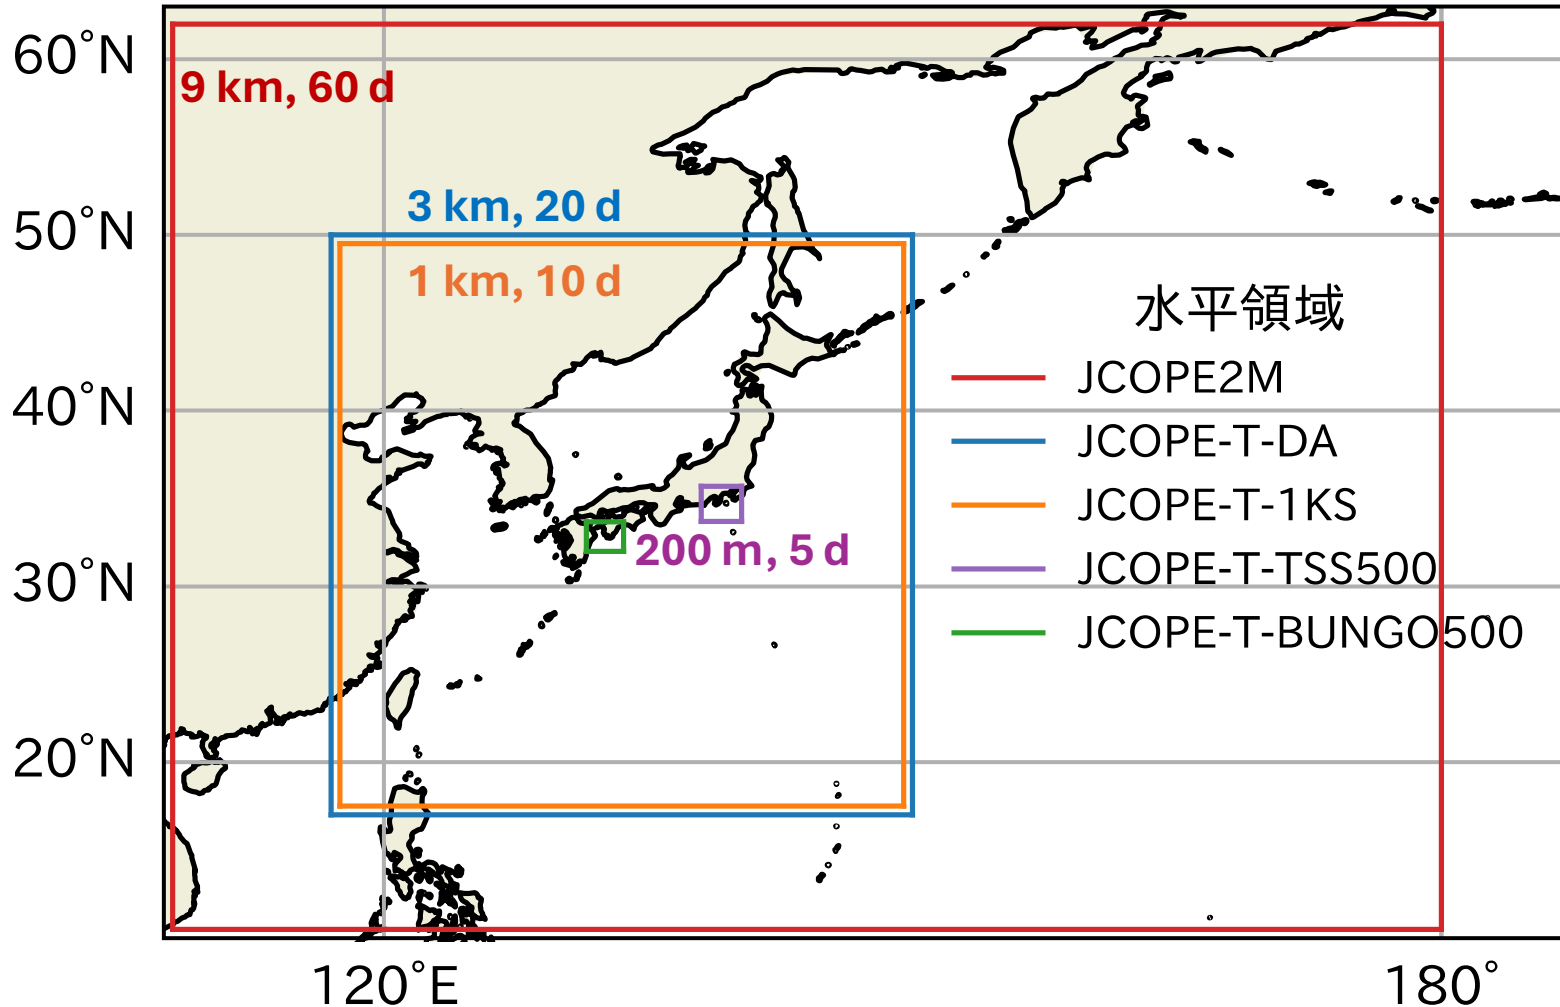 60°N
9 km, 60 d
3 km, 20 d
50°N
1 km, 10 d
水平領域
JCOPE2M
40°N
JCOPE-T-DA
JCOPE-T-1KS
200 m, 5 d
JCOPE-T-TSS500
30°N
JCOPE-T-BUNGO500
20°N
120°E
180°